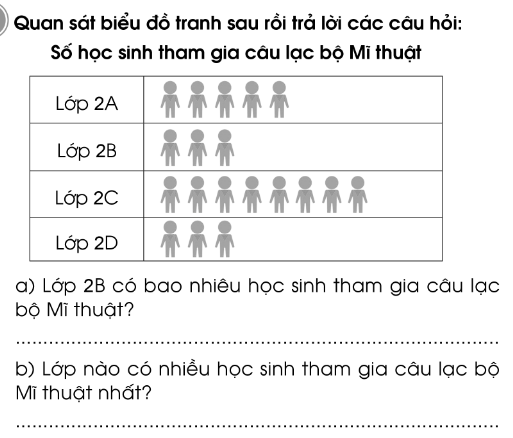 Quan sát biểu đồ tranh sau rồi trả lời các câu hỏi:
Số học sinh tham gia câu lạc bộ Mĩ thuật
Lớp 2A
Lớp 2B
Lớp 2C
Lớp 2D
a) Lớp 2B có bao nhiêu học sinh tham gia câu lạc
bộ Mĩ thuật?
b) Lớp nào có nhiều học sinh tham gia câu lạc bộ
Mĩ thuật nhất?